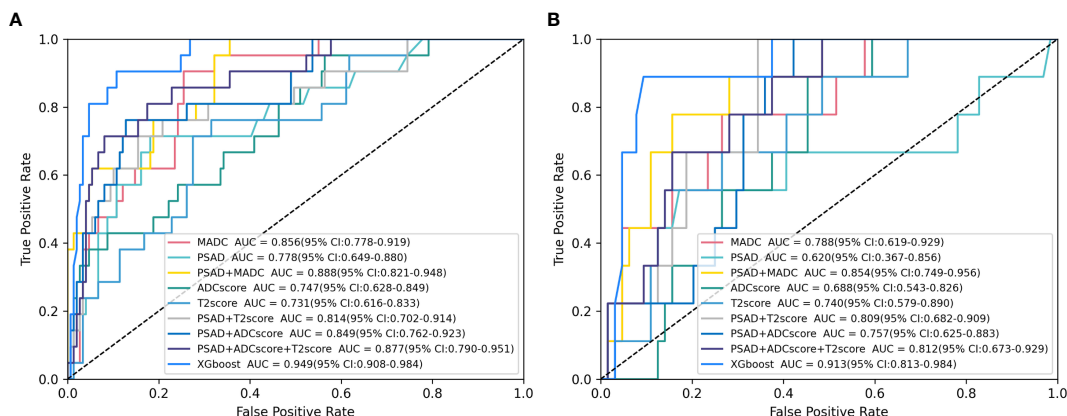 A
1.0
0.8
0.6
0.4
0.2
0.0
True Positive Rate
MADC AUC = 0.856(95% CI:0.778-0.919)
PSAD AUC = 0.778(95% CI:0.649-0.880)
PSAD+MADC AUC = 0.888(95% CI:0.821-0.948)
ADCscore AUC = 0.747(95% CI:0.628-0.849)
T2score AUC = 0.731(95% CI:0.616-0.833)
PSAD+T2score AUC = 0.814(95% CI:0.702-0.914)
PSAD+ADCscore AUC = 0.849(95% CI:0.762-0.923)
PSAD+ADCscore+T2score AUC = 0.877(95% CI:0.790-0.951)
XGboost AUC = 0.949(95% CI:0.908-0.984)
0.0 0.2 0.4 0.6 0.8 1.0
False Positive Rate
B
1.0
0.8
0.6
0.4
0.2
0.0
True Positive Rate
MADC AUC = 0.788(95% CI:0.619-0.929)
PSAD AUC = 0.620(95% CI:0.367-0.856)
PSAD+MADC AUC = 0.854(95% CI:0.749-0.956)
ADCscore AUC = 0.688(95% CI:0.543-0.826)
T2score AUC = 0.740(95% CI:0.579-0.890)
PSAD+T2score AUC = 0.809(95% CI:0.682-0.909)
PSAD+ADCscore AUC = 0.757(95% CI:0.625-0.883)
PSAD+ADCscore+T2score AUC = 0.812(95% CI:0.673-0.929)
XGboost AUC = 0.913(95% CI:0.813-0.984)
0.0 0.2 0.4 0.6 0.8 1.0
False Positive Rate